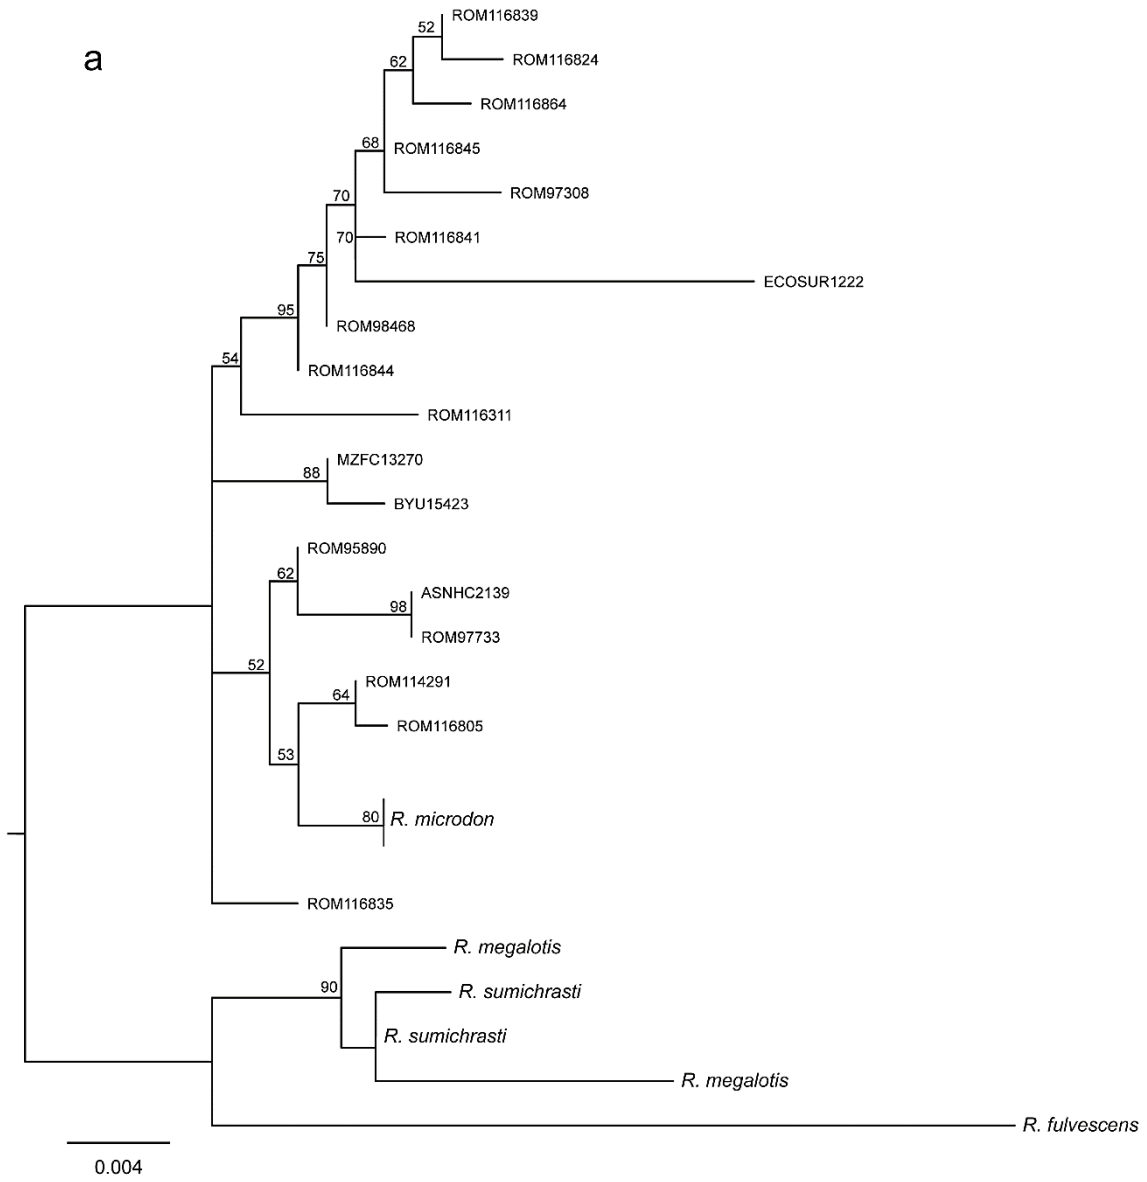 a
ROM116839
52
ROM116824
62
ROM116864
68
ROM116845
ROM97308
70
70
ROM116841
75
ECOSUR1222
95
ROM98468
54
ROM116844
ROM116311
MZFC13270
88
BYU15423
ROM95890
62
ASNHC2139
98
ROM97733
52
ROM114291
64
ROM116805
53
80
R. microdon
ROM116835
R. megalotis
90
R. sumichrasti
R. sumichrasti
R. megalotis
R. fulvescens
0.004